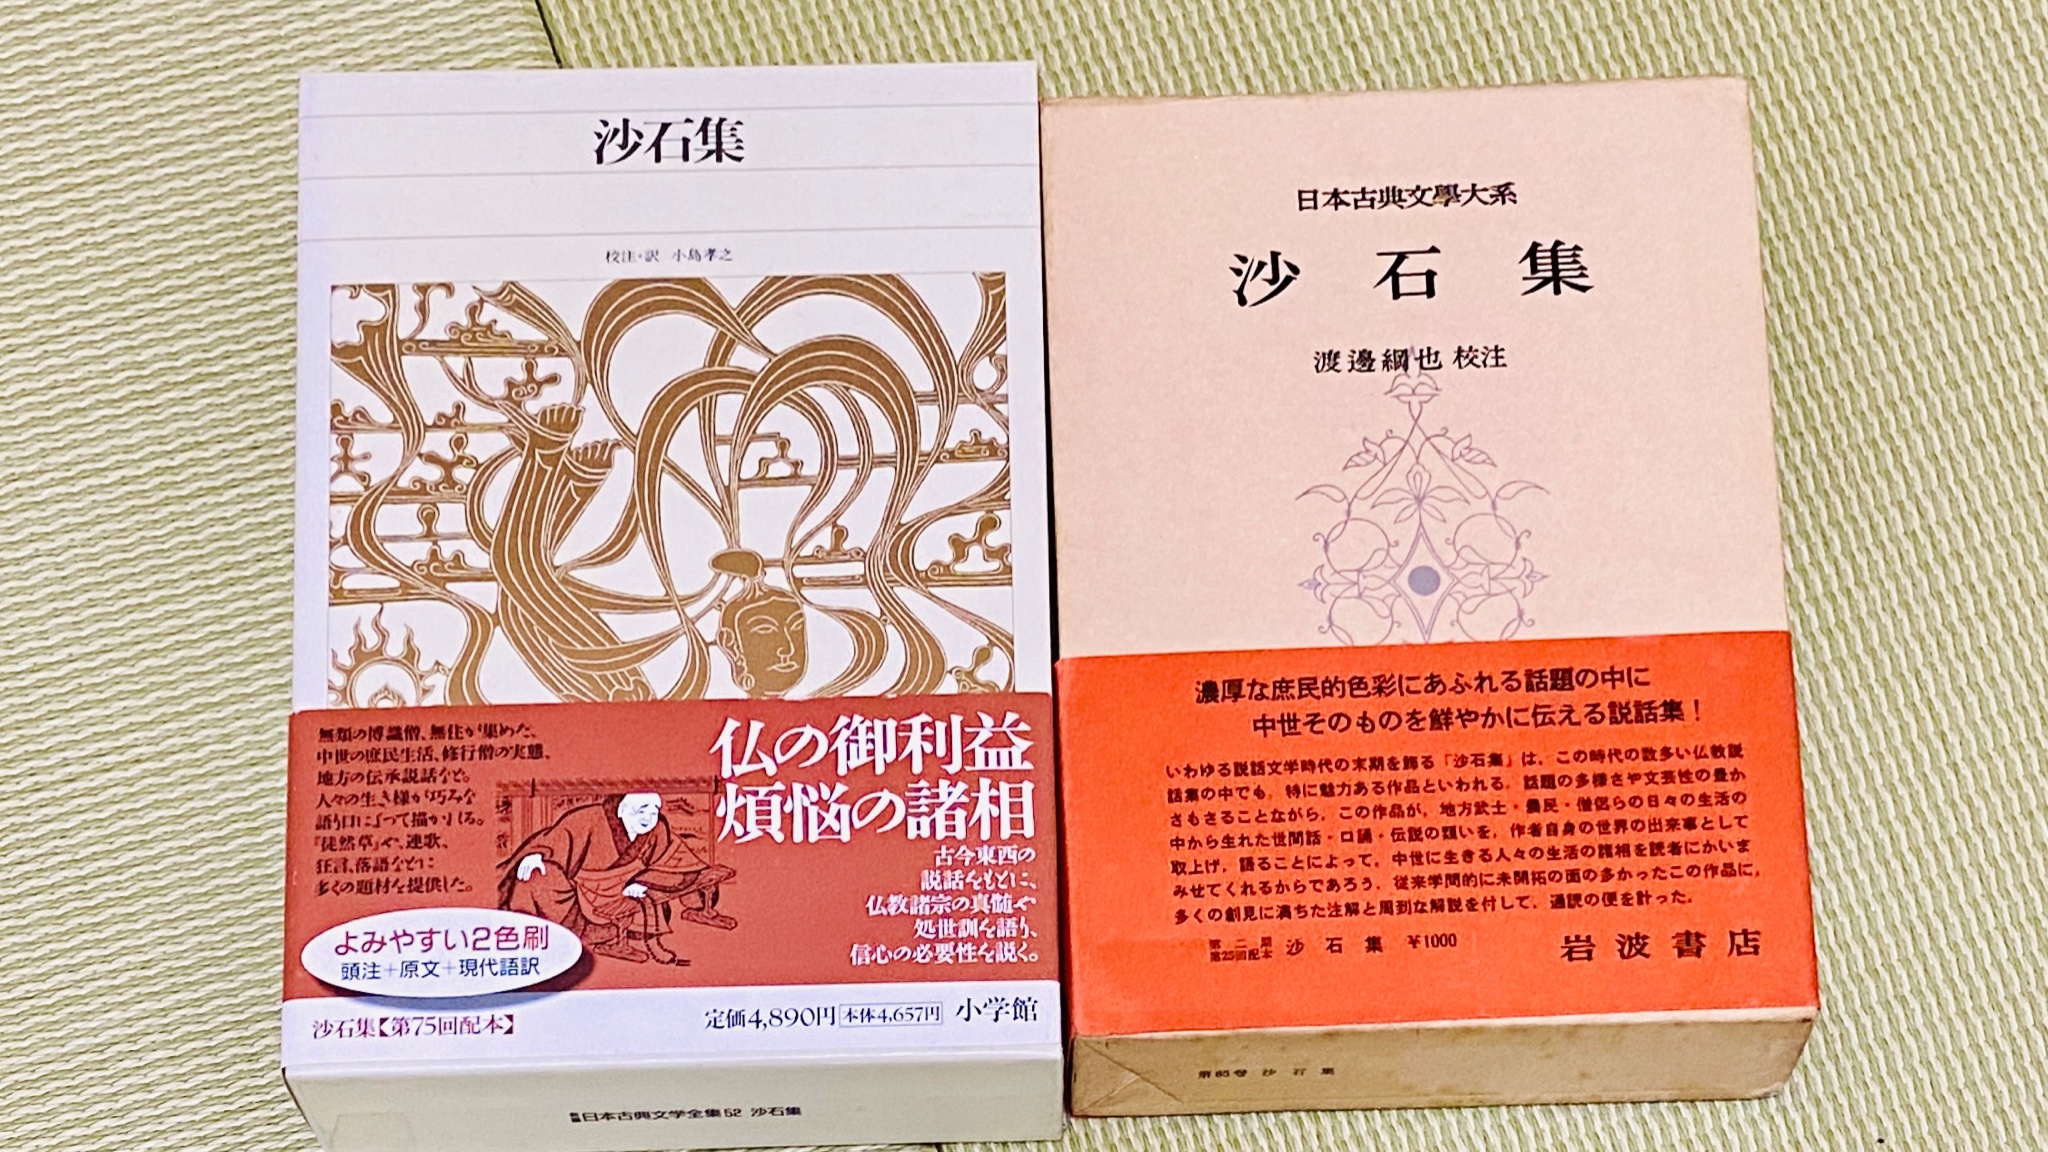 沙石集
校注・訳 小島孝之
仏の御利益
煩悩の諸相
無類の博識僧、無住が集めた、
中世の庶民生活、修行僧の実態、
地方の伝承説話など。
人々の生き様が巧みな
語り口によって描かれる。
『徒然草』や、連歌、
狂言、落語などに
多くの題材を提供した。
古今東西の
説話をもとに、
仏教諸宗の真髄や
処世訓を語り、
信心の必要性を説く。
よみやすい2色刷
頭注+原文+現代語訳
沙石集【第75回配本】
定価4,890円 本体4,657円 小学館
新編日本古典文学全集52 沙石集
日本古典文學大系
沙石集
渡邊綱也 校注
濃厚な庶民的色彩にあふれる話題の中に
中世そのものを鮮やかに伝える説話集！
いわゆる説話文学時代の末期を飾る「沙石集」は、この時代の数多い仏教説
話集の中でも、特に魅力ある作品といわれる。話題の多様さや文芸性の豊か
さもさることながら、この作品が、地方武士・農民・僧侶らの日々の生活の
中から生れた世間話・口誦・伝説の類いを、作者自身の世界の出来事として
取上げ、語ることによって、中世に生きる人々の生活の諸相を読者にかいま
みせてくれるからであろう。従来学問的に未開拓の面の多かったこの作品に、
多くの創見に満ちた注解と周到な解説を付して、通読の便を計った。
第二期
第25回配本 沙石集 ￥1000 岩波書店
第85巻 沙石集